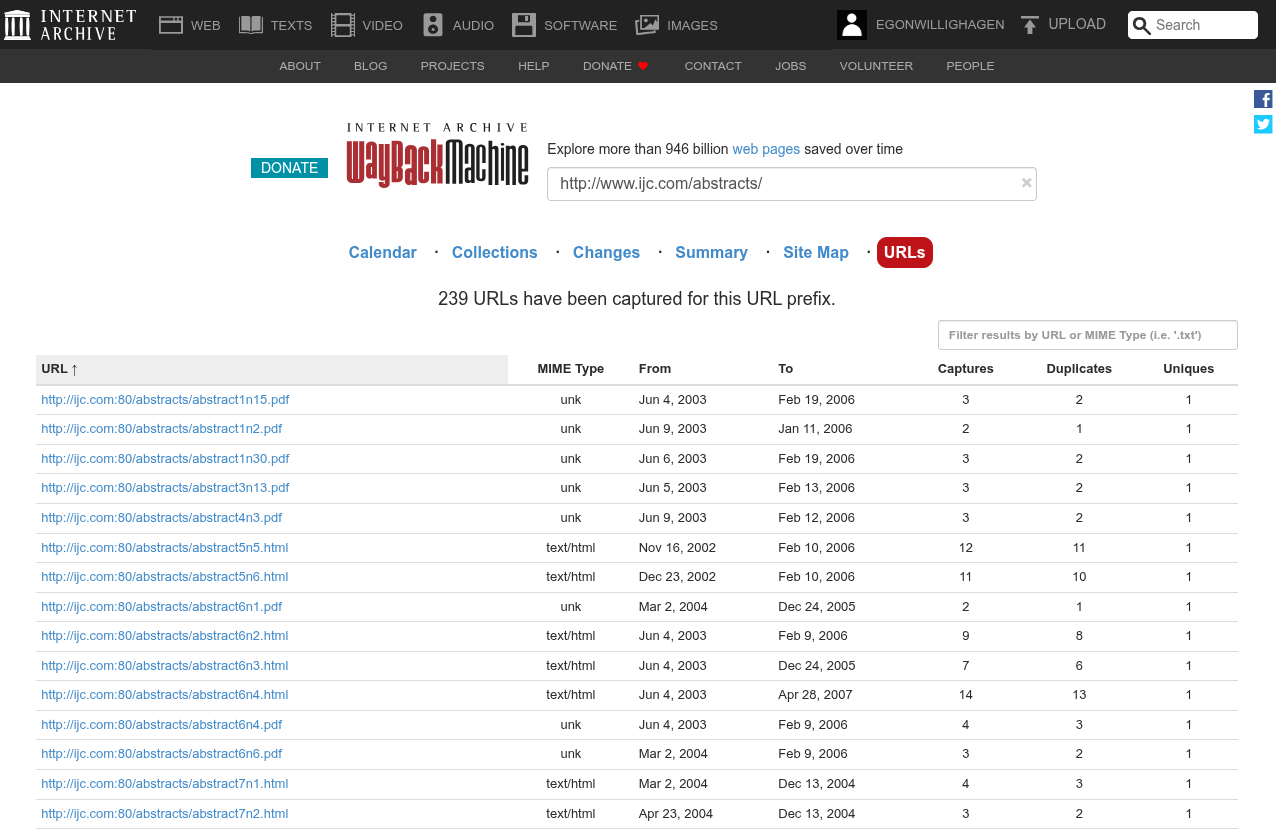 INTERNET ARCHIVE WEB TEXTS VIDEO AUDIO SOFTWARE IMAGES EGONWILLIGHAGEN UPLOAD Search
ABOUT BLOG PROJECTS HELP DONATE CONTACT JOBS VOLUNTEER PEOPLE
INTERNET ARCHIVE
WayBackMachine
DONATE
Explore more than 946 billion web pages saved over time
http://www.ijc.com/abstracts/ ×
Calendar · Collections · Changes · Summary · Site Map · URLs
239 URLs have been captured for this URL prefix.
Filter results by URL or MIME Type (i.e. '.txt')
URL ↑ MIME Type From To Captures Duplicates Uniques
http://ijc.com:80/abstracts/abstract1n15.pdf unk Jun 4, 2003 Feb 19, 2006 3 2 1
http://ijc.com:80/abstracts/abstract1n2.pdf unk Jun 9, 2003 Jan 11, 2006 2 1 1
http://ijc.com:80/abstracts/abstract1n30.pdf unk Jun 6, 2003 Feb 19, 2006 3 2 1
http://ijc.com:80/abstracts/abstract3n13.pdf unk Jun 5, 2003 Feb 13, 2006 3 2 1
http://ijc.com:80/abstracts/abstract4n3.pdf unk Jun 9, 2003 Feb 12, 2006 3 2 1
http://ijc.com:80/abstracts/abstract5n5.html text/html Nov 16, 2002 Feb 10, 2006 12 11 1
http://ijc.com:80/abstracts/abstract5n6.html text/html Dec 23, 2002 Feb 10, 2006 11 10 1
http://ijc.com:80/abstracts/abstract6n1.pdf unk Mar 2, 2004 Dec 24, 2005 2 1 1
http://ijc.com:80/abstracts/abstract6n2.html text/html Jun 4, 2003 Feb 9, 2006 9 8 1
http://ijc.com:80/abstracts/abstract6n3.html text/html Jun 4, 2003 Dec 24, 2005 7 6 1
http://ijc.com:80/abstracts/abstract6n4.html text/html Jun 4, 2003 Apr 28, 2007 14 13 1
http://ijc.com:80/abstracts/abstract6n4.pdf unk Jun 4, 2003 Feb 9, 2006 4 3 1
http://ijc.com:80/abstracts/abstract6n6.pdf unk Mar 2, 2004 Feb 9, 2006 3 2 1
http://ijc.com:80/abstracts/abstract7n1.html text/html Mar 2, 2004 Dec 13, 2004 4 3 1
http://ijc.com:80/abstracts/abstract7n2.html text/html Apr 23, 2004 Dec 13, 2004 3 2 1